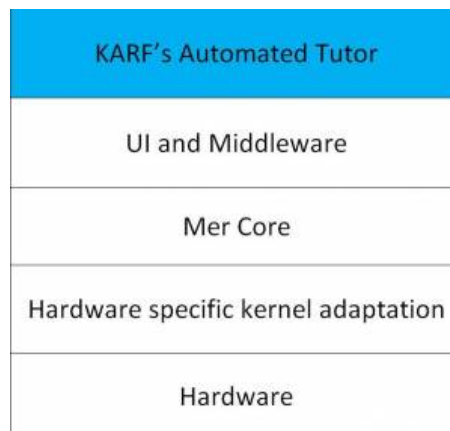 KARF's Automated Tutor
UI and Middleware
Mer Core
Hardware specific kernel adaptation
Hardware